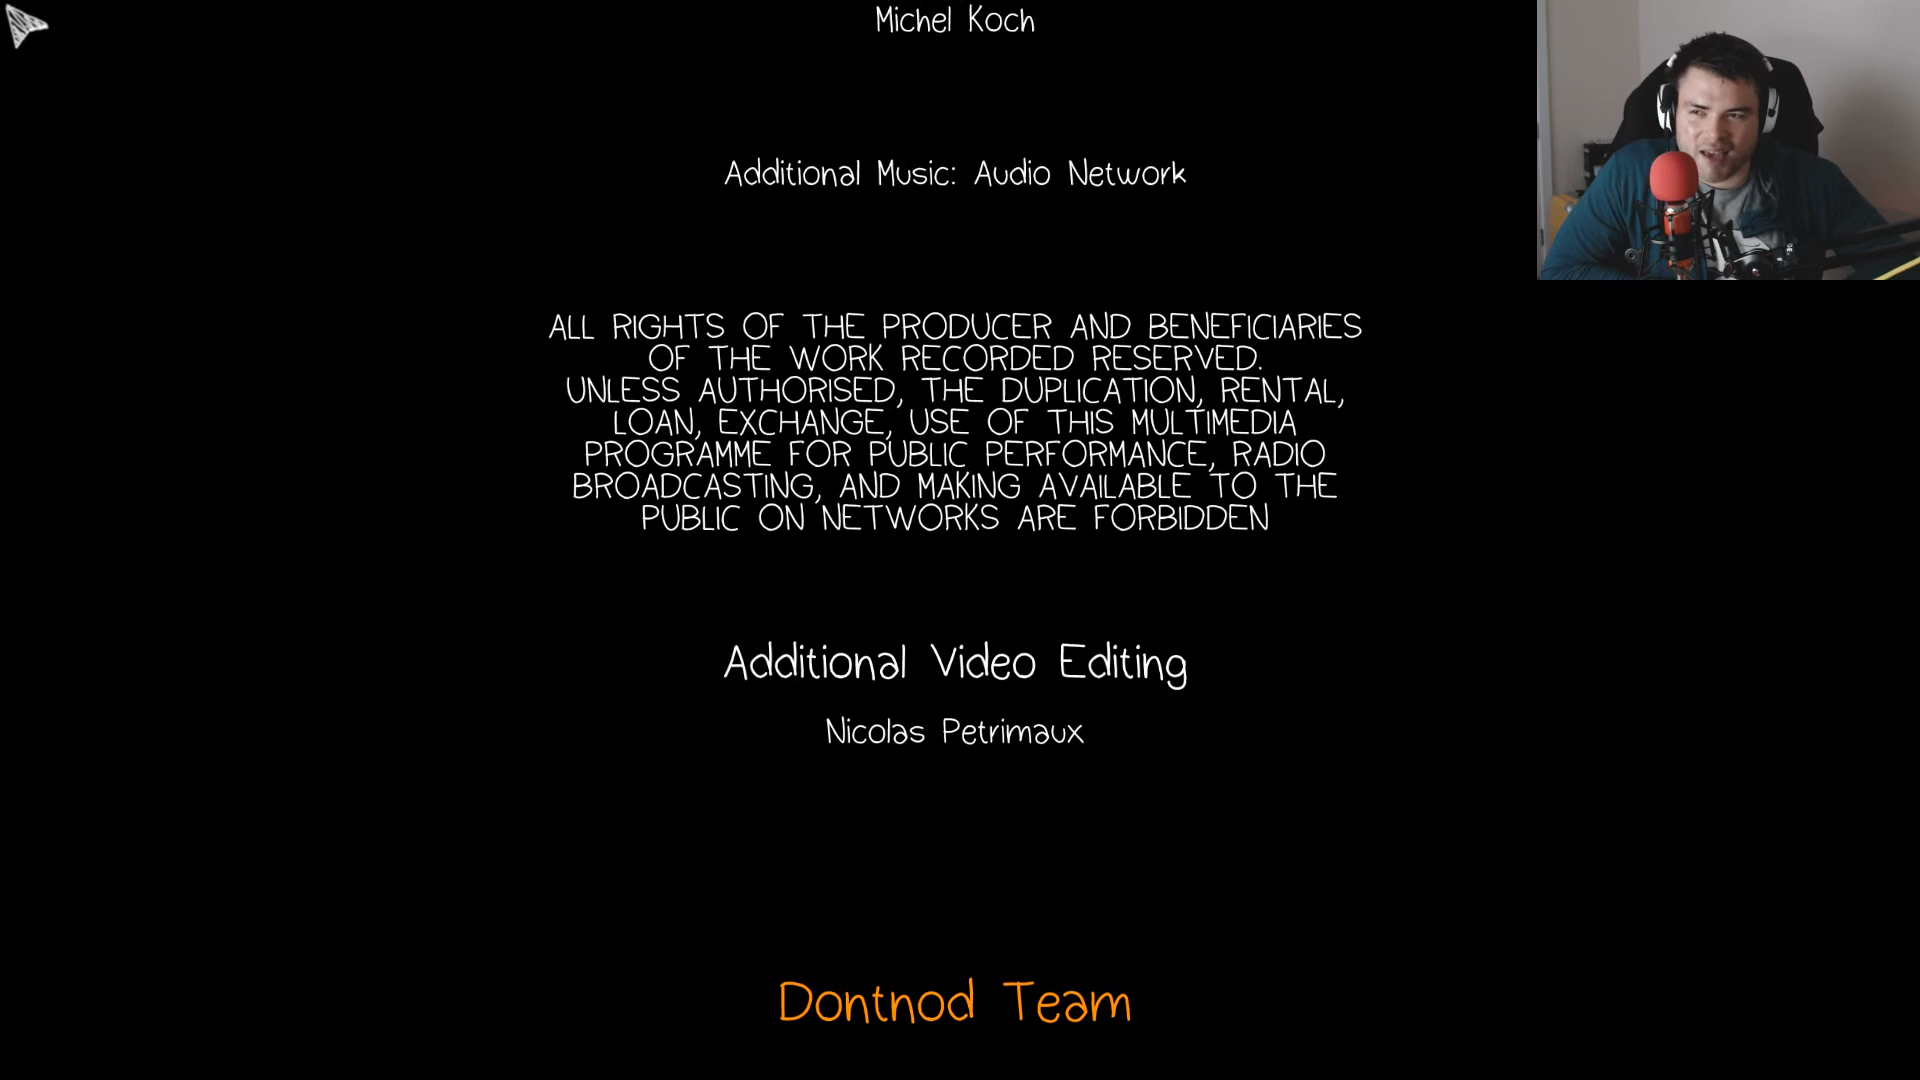 Michel Koch
Additional Music: Audio Network
ALL RIGHTS OF THE PRODUCER AND BENEFICIARIES
OF THE WORK RECORDED RESERVED.
UNLESS AUTHORISED, THE DUPLICATION, RENTAL,
LOAN, EXCHANGE, USE OF THIS MULTIMEDIA
PROGRAMME FOR PUBLIC PERFORMANCE, RADIO
BROADCASTING, AND MAKING AVAILABLE TO THE
PUBLIC ON NETWORKS ARE FORBIDDEN
Additional Video Editing
Nicolas Petrimaux
Dontnod Team